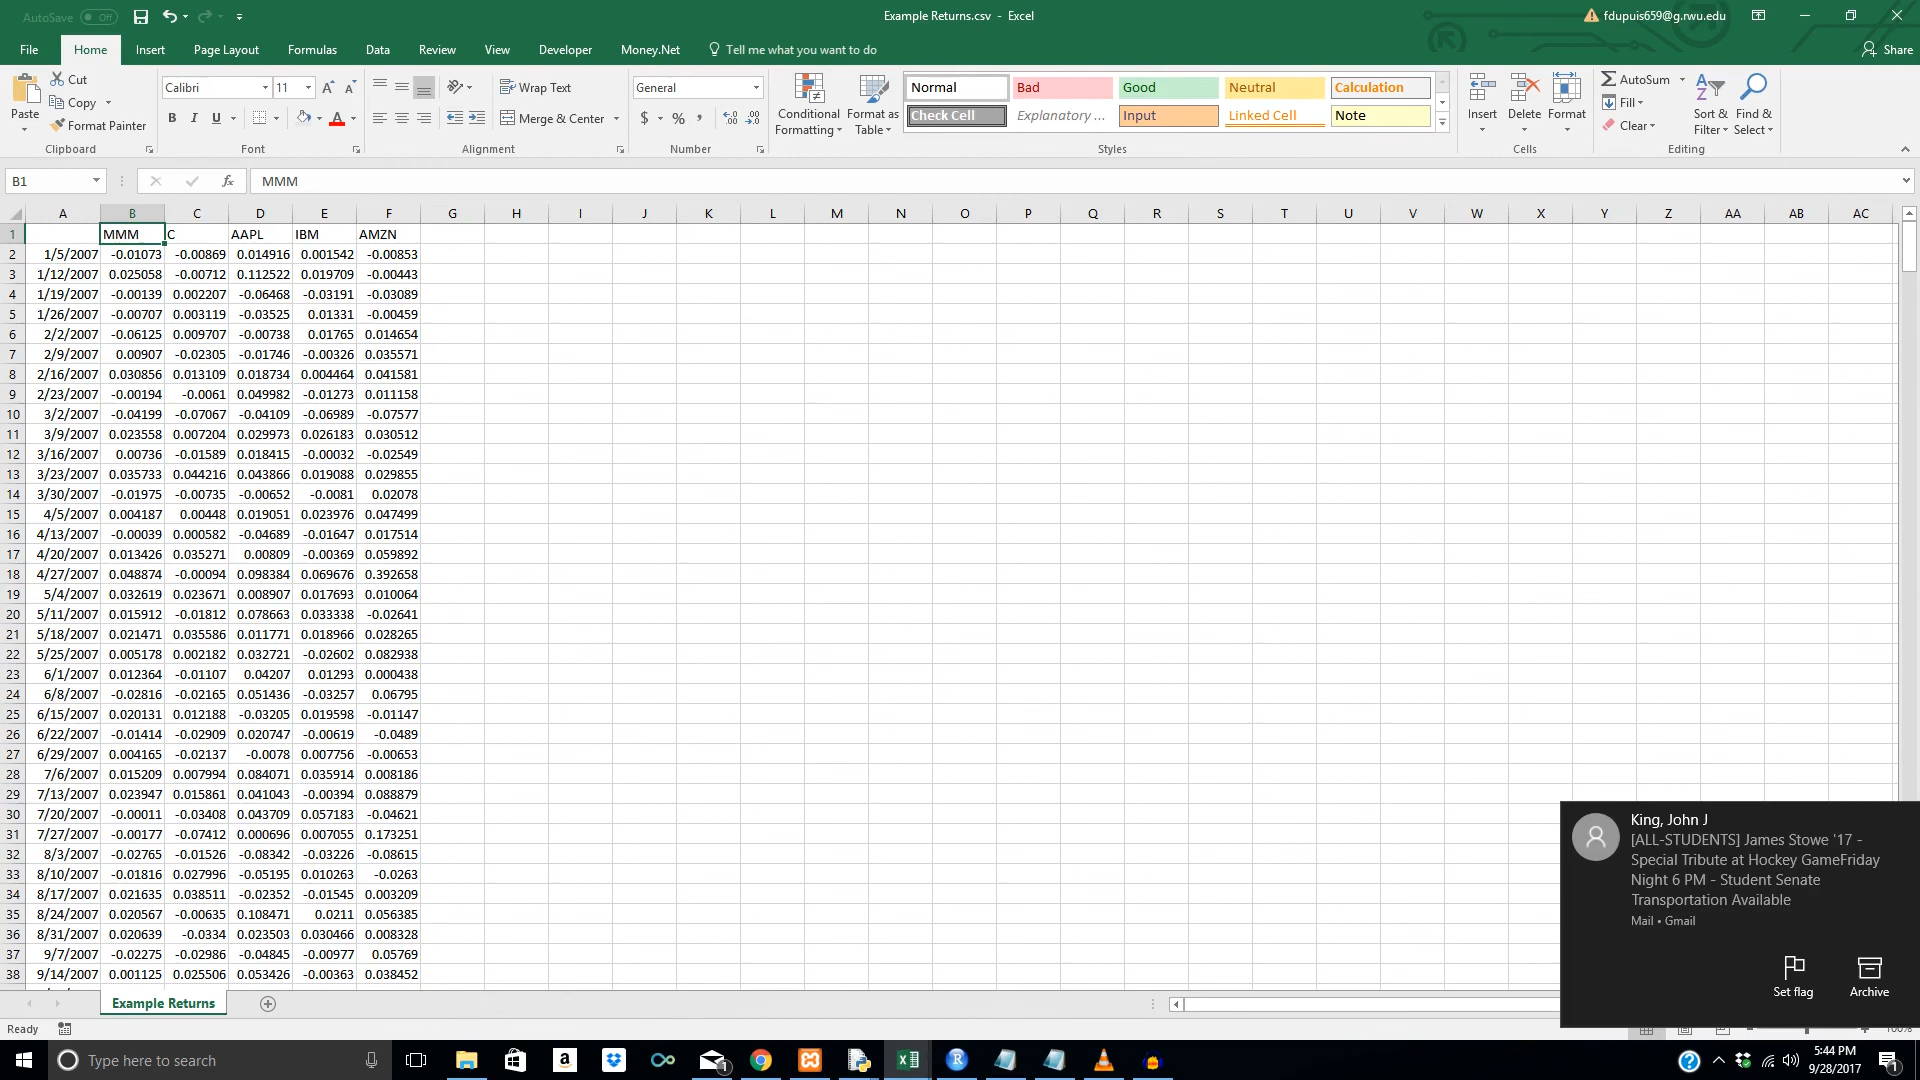 AutoSave Off
Example Returns.csv - Excel
fdupuis659@g.rwu.edu
File Home Insert Page Layout Formulas Data Review View Developer Money.Net Tell me what you want to do Share
Paste
Cut
Copy
Format Painter
Clipboard
Calibri 11
B I U
Font
Wrap Text
Merge & Center
Alignment
General
$ % ,
Number
Conditional Formatting
Format as Table
Normal Bad Good Neutral Calculation
Check Cell Explanatory ... Input Linked Cell Note
Styles
Insert Delete Format
Cells
AutoSum
Fill
Clear
Sort & Filter
Find & Select
Editing
B1 fx MMM
A B C D E F G H I J K L M N O P Q R S T U V W X Y Z AA AB AC
1 MMM C AAPL IBM AMZN
2 1/5/2007 -0.01073 -0.00869 0.014916 0.001542 -0.00853
3 1/12/2007 0.025058 -0.00712 0.112522 0.019709 -0.00443
4 1/19/2007 -0.00139 0.002207 -0.06468 -0.03191 -0.03089
5 1/26/2007 -0.00707 0.003119 -0.03525 0.01331 -0.00459
6 2/2/2007 -0.06125 0.009707 -0.00738 0.01765 0.014654
7 2/9/2007 0.00907 -0.02305 -0.01746 -0.00326 0.035571
8 2/16/2007 0.030856 0.013109 0.018734 0.004464 0.041581
9 2/23/2007 -0.00194 -0.0061 0.049982 -0.01273 0.011158
10 3/2/2007 -0.04199 -0.07067 -0.04109 -0.06989 -0.07577
11 3/9/2007 0.023558 0.007204 0.029973 0.026183 0.030512
12 3/16/2007 0.00736 -0.01589 0.018415 -0.00032 -0.02549
13 3/23/2007 0.035733 0.044216 0.043866 0.019088 0.029855
14 3/30/2007 -0.01975 -0.00735 -0.00652 -0.0081 0.02078
15 4/5/2007 0.004187 0.00448 0.019051 0.023976 0.047499
16 4/13/2007 -0.00039 0.000582 -0.04689 -0.01647 0.017514
17 4/20/2007 0.013426 0.035271 0.00809 -0.00369 0.059892
18 4/27/2007 0.048874 -0.00094 0.098384 0.069676 0.392658
19 5/4/2007 0.032619 0.023671 0.008907 0.017693 0.010064
20 5/11/2007 0.015912 -0.01812 0.078663 0.033338 -0.02641
21 5/18/2007 0.021471 0.035586 0.011771 0.018966 0.028265
22 5/25/2007 0.005178 0.002182 0.032721 -0.02602 0.082938
23 6/1/2007 0.012364 -0.01107 0.04207 0.01293 0.000438
24 6/8/2007 -0.02816 -0.02165 0.051436 -0.03257 0.06795
25 6/15/2007 0.020131 0.012188 -0.03205 0.019598 -0.01147
26 6/22/2007 -0.01414 -0.02909 0.020747 -0.00619 -0.0489
27 6/29/2007 0.004165 -0.02137 -0.0078 0.007756 -0.00653
28 7/6/2007 0.015209 0.007994 0.084071 0.035914 0.008186
29 7/13/2007 0.023947 0.015861 0.041043 -0.00394 0.088879
30 7/20/2007 -0.00011 -0.03408 0.043709 0.057183 -0.04621
31 7/27/2007 -0.00177 -0.07412 0.000696 0.007055 0.173251
32 8/3/2007 -0.02765 -0.01526 -0.08342 -0.03226 -0.08615
33 8/10/2007 -0.01816 0.027996 -0.05195 0.010263 -0.0263
34 8/17/2007 0.021635 0.038511 -0.02352 -0.01545 0.003209
35 8/24/2007 0.020567 -0.00635 0.108471 0.0211 0.056385
36 8/31/2007 0.020639 -0.0334 0.023503 0.030466 0.008328
37 9/7/2007 -0.02275 -0.02986 -0.04845 -0.00977 0.05769
38 9/14/2007 0.001125 0.025506 0.053426 -0.00363 0.038452
King, John J
[ALL-STUDENTS] James Stowe '17 -
Special Tribute at Hockey GameFriday
Night 6 PM - Student Senate
Transportation Available
Mail • Gmail
Set flag Archive
Example Returns
Ready
Type here to search
5:44 PM
9/28/2017